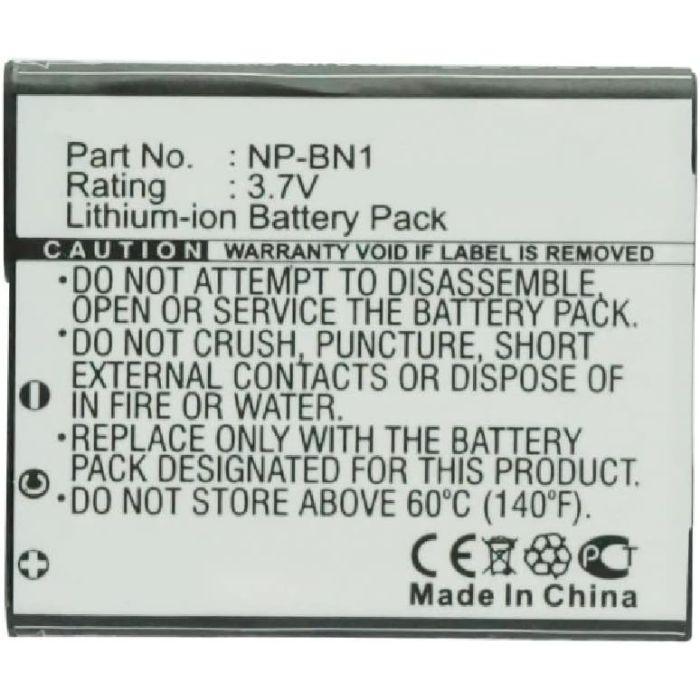 Part No. : NP-BN1
Rating : 3.7V
Lithium-ion Battery Pack
CAUTION WARRANTY VOID IF LABEL IS REMOVED
•DO NOT ATTEMPT TO DISASSEMBLE,
OPEN OR SERVICE THE BATTERY PACK.
•DO NOT CRUSH, PUNCTURE, SHORT
EXTERNAL CONTACTS OR DISPOSE OF
IN FIRE OR WATER.
•REPLACE ONLY WITH THE BATTERY
PACK DESIGNATED FOR THIS PRODUCT.
•DO NOT STORE ABOVE 60°C (140°F).
CE PCT
Made In China